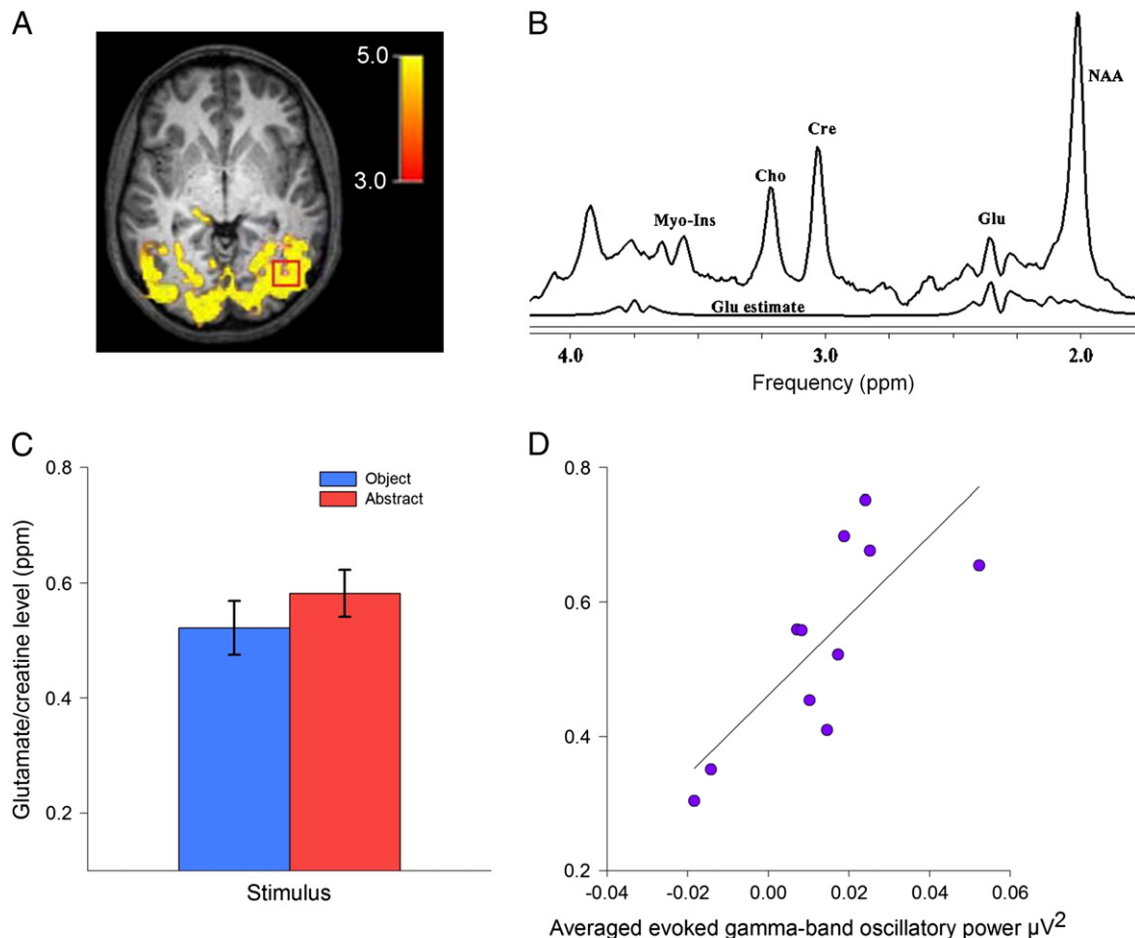 A
5.0
3.0
B
NAA
Cre
Cho
Myo-Ins
Glu
Glu estimate
4.0 3.0 2.0
Frequency (ppm)
C
0.8
0.6
0.4
0.2
Glutamate/creatine level (ppm)
Object
Abstract
Stimulus
D
0.8
0.6
0.4
0.2
-0.04 -0.02 0.00 0.02 0.04 0.06
Averaged evoked gamma-band oscillatory power µV²